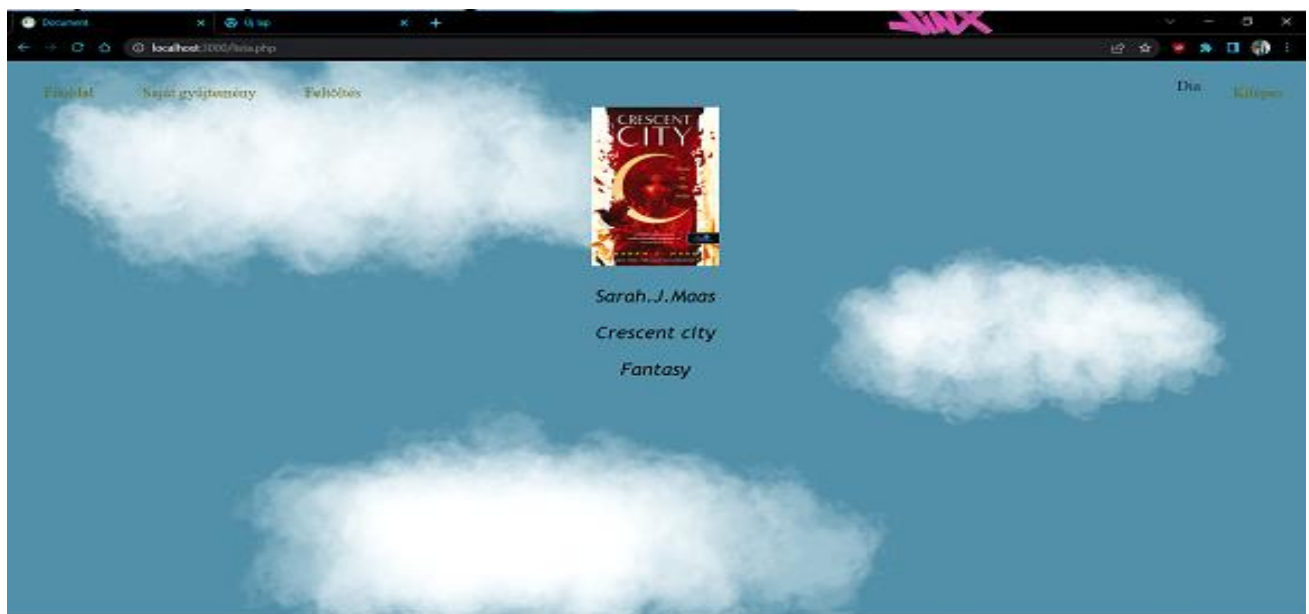 Document
Új lap
JINX
localhost:3000/lista.php
Főoldal
Saját gyűjtemény
Feltöltés
Dia
Kilépés
CRESCENT
CITY
Sarah.J.Maas
Crescent city
Fantasy